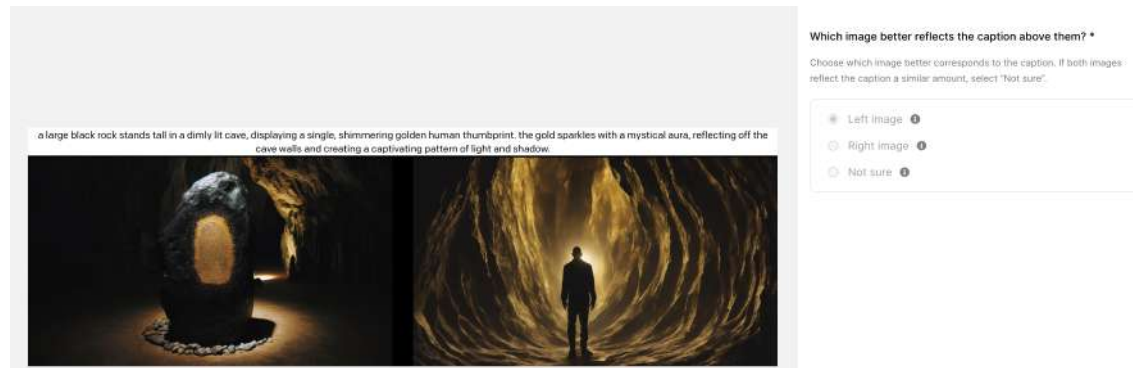 a large black rock stands tall in a dimly lit cave, displaying a single, shimmering golden human thumbprint. the gold sparkles with a mystical aura, reflecting off the
cave walls and creating a captivating pattern of light and shadow.
Which image better reflects the caption above them? *
Choose which image better corresponds to the caption. If both images
reflect the caption a similar amount, select "Not sure".
Left image
Right image
Not sure